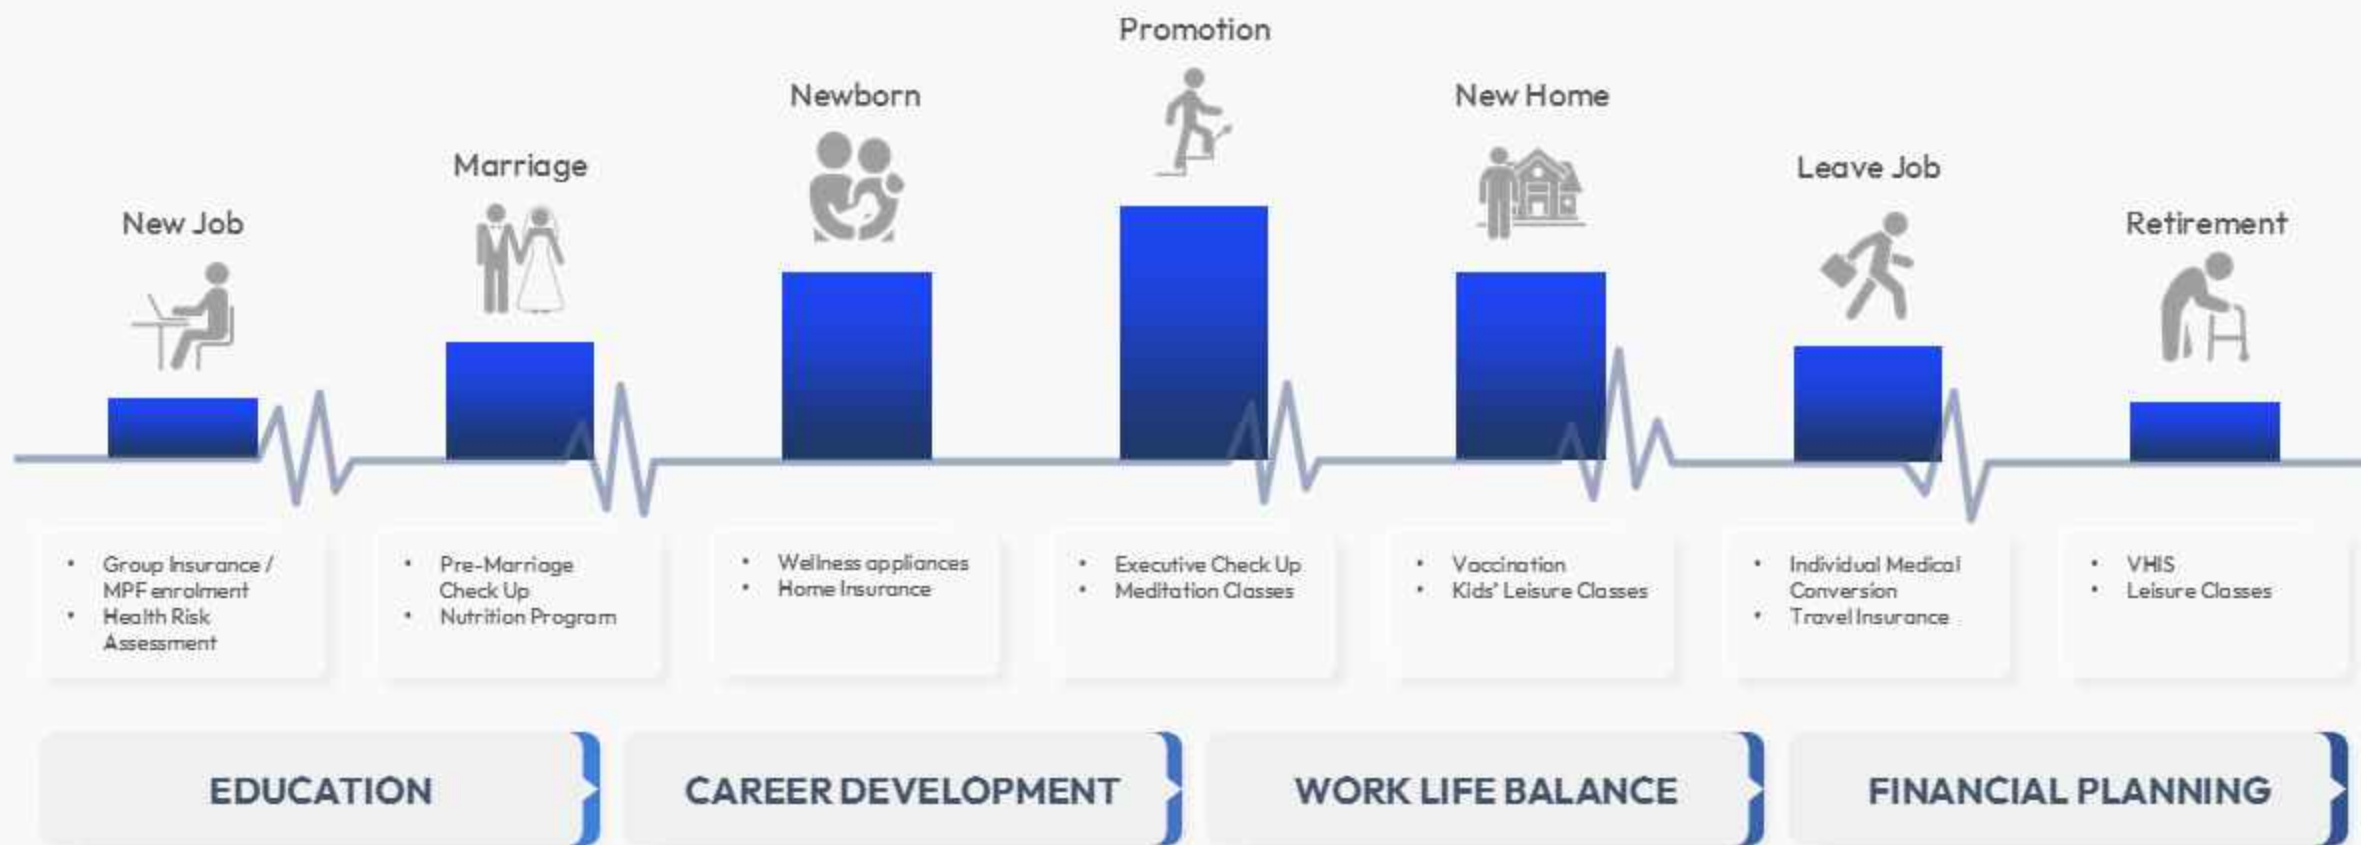 Promotion
Newborn
New Home
Marriage
Leave Job
New Job
Retirement
• Group Insurance /
MPF enrolment
• Health Risk
Assessment
• Pre-Marriage
Check Up
• Nutrition Program
• Wellness appliances
• Home Insurance
• Executive Check Up
• Meditation Classes
• Vaccination
• Kids' Leisure Classes
• Individual Medical
Conversion
• Travel Insurance
• VHIS
• Leisure Classes
EDUCATION
CAREER DEVELOPMENT
WORK LIFE BALANCE
FINANCIAL PLANNING